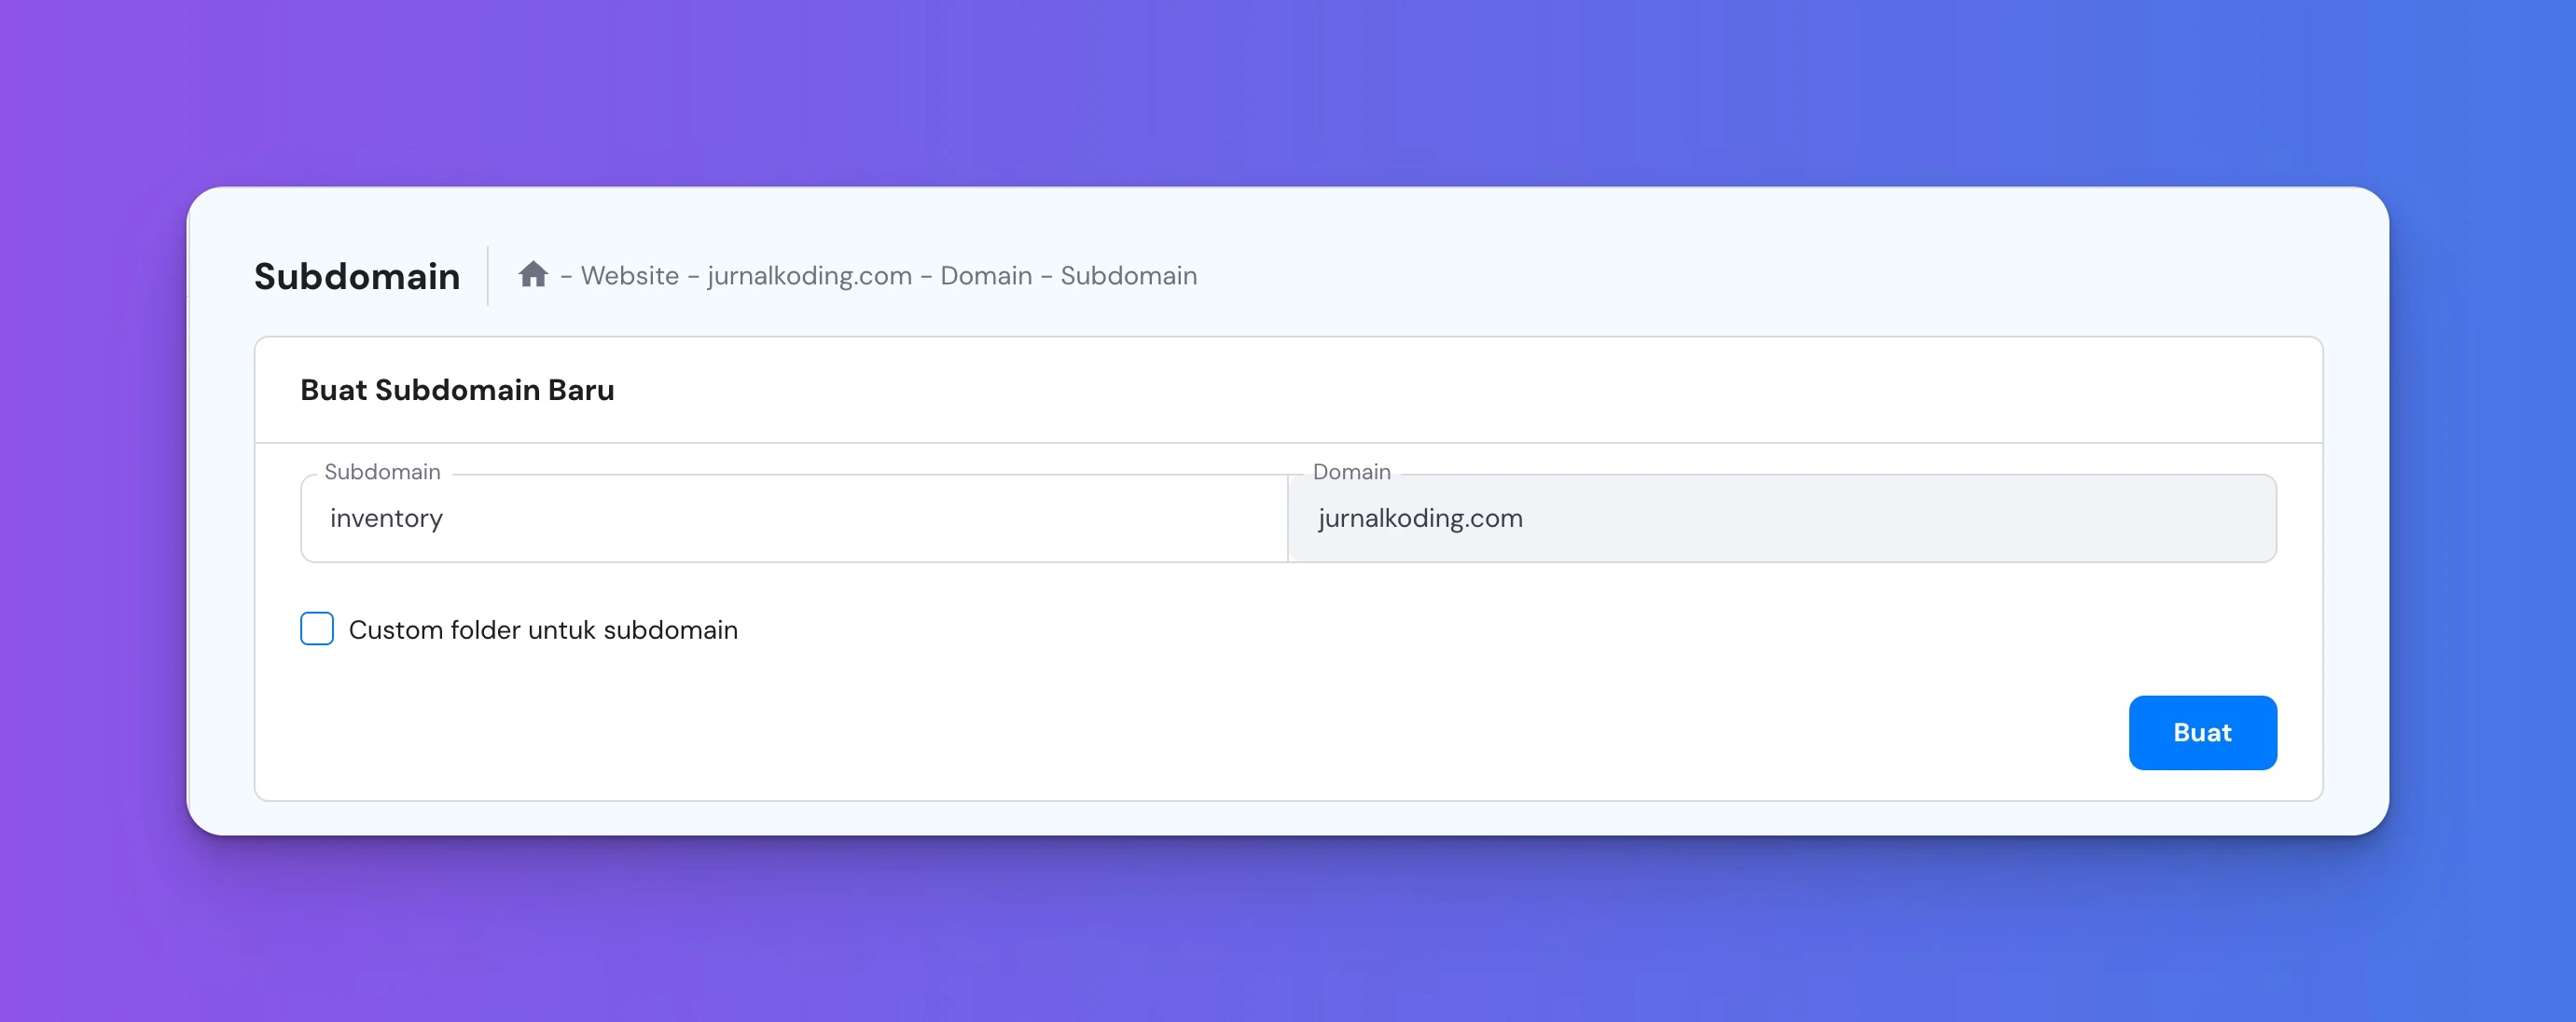 Subdomain
- Website - jurnalkoding.com - Domain - Subdomain
Buat Subdomain Baru
Subdomain
inventory
Domain
jurnalkoding.com
Custom folder untuk subdomain
Buat